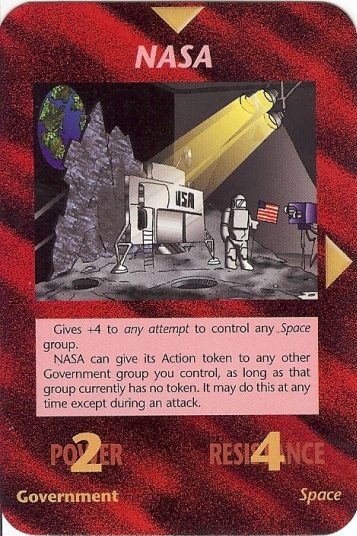 NASA
USA
Gives +4 to any attempt to control any Space
group.
NASA can give its Action token to any other
Government group you control, as long as that
group currently has no token. It may do this at any
time except during an attack.
POWER 2 RESISTANCE 4
Government Space